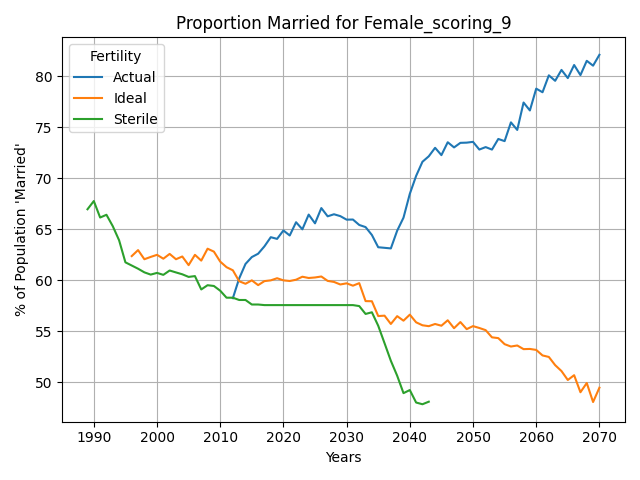 Proportion Married for Female_scoring_9
% of Population 'Married'
Fertility
Actual
Ideal
Sterile
80
75
70
65
60
55
50
1990 2000 2010 2020 2030 2040 2050 2060 2070
Years